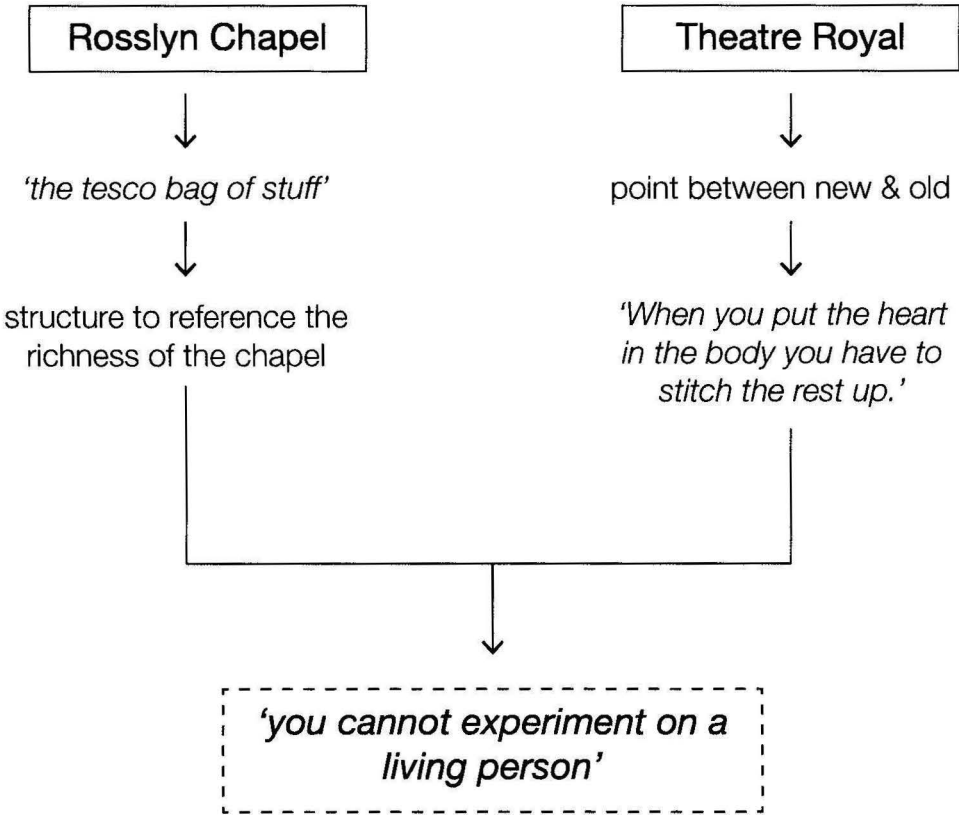 Rosslyn Chapel
'the tesco bag of stuff'
structure to reference the
richness of the chapel
Theatre Royal
point between new & old
'When you put the heart
in the body you have to
stitch the rest up.'
'you cannot experiment on a
living person'